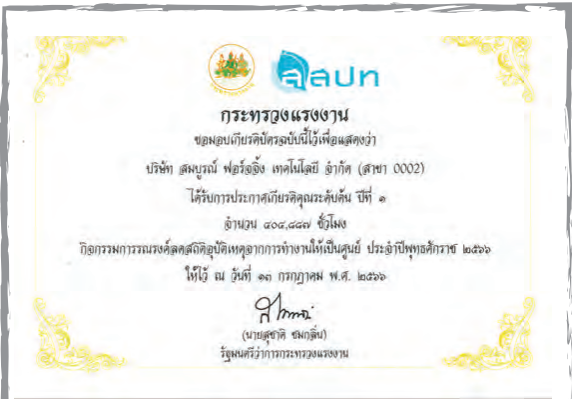 สสปท
กระทรวงแรงงาน
ขอมอบเกียรติบัตรฉบับนี้ไว้เพื่อแสดงว่า
บริษัท สมบูรณ์ ฟอร์จจิ้ง เทคโนโลยี จำกัด (สาขา 0002)
ได้รับการประกาศเกียรติคุณระดับต้น ปีที่ ๑
จำนวน ๔๐๔,๘๘๗ ชั่วโมง
กิจกรรมการรณรงค์ลดสถิติอุบัติเหตุจากการทำงานให้เป็นศูนย์ ประจำปีพุทธศักราช ๒๕๖๖
ให้ไว้ ณ วันที่ ๑๓ กรกฎาคม พ.ศ. ๒๕๖๖
(นายสุชาติ ชมกลิ่น)
รัฐมนตรีว่าการกระทรวงแรงงาน